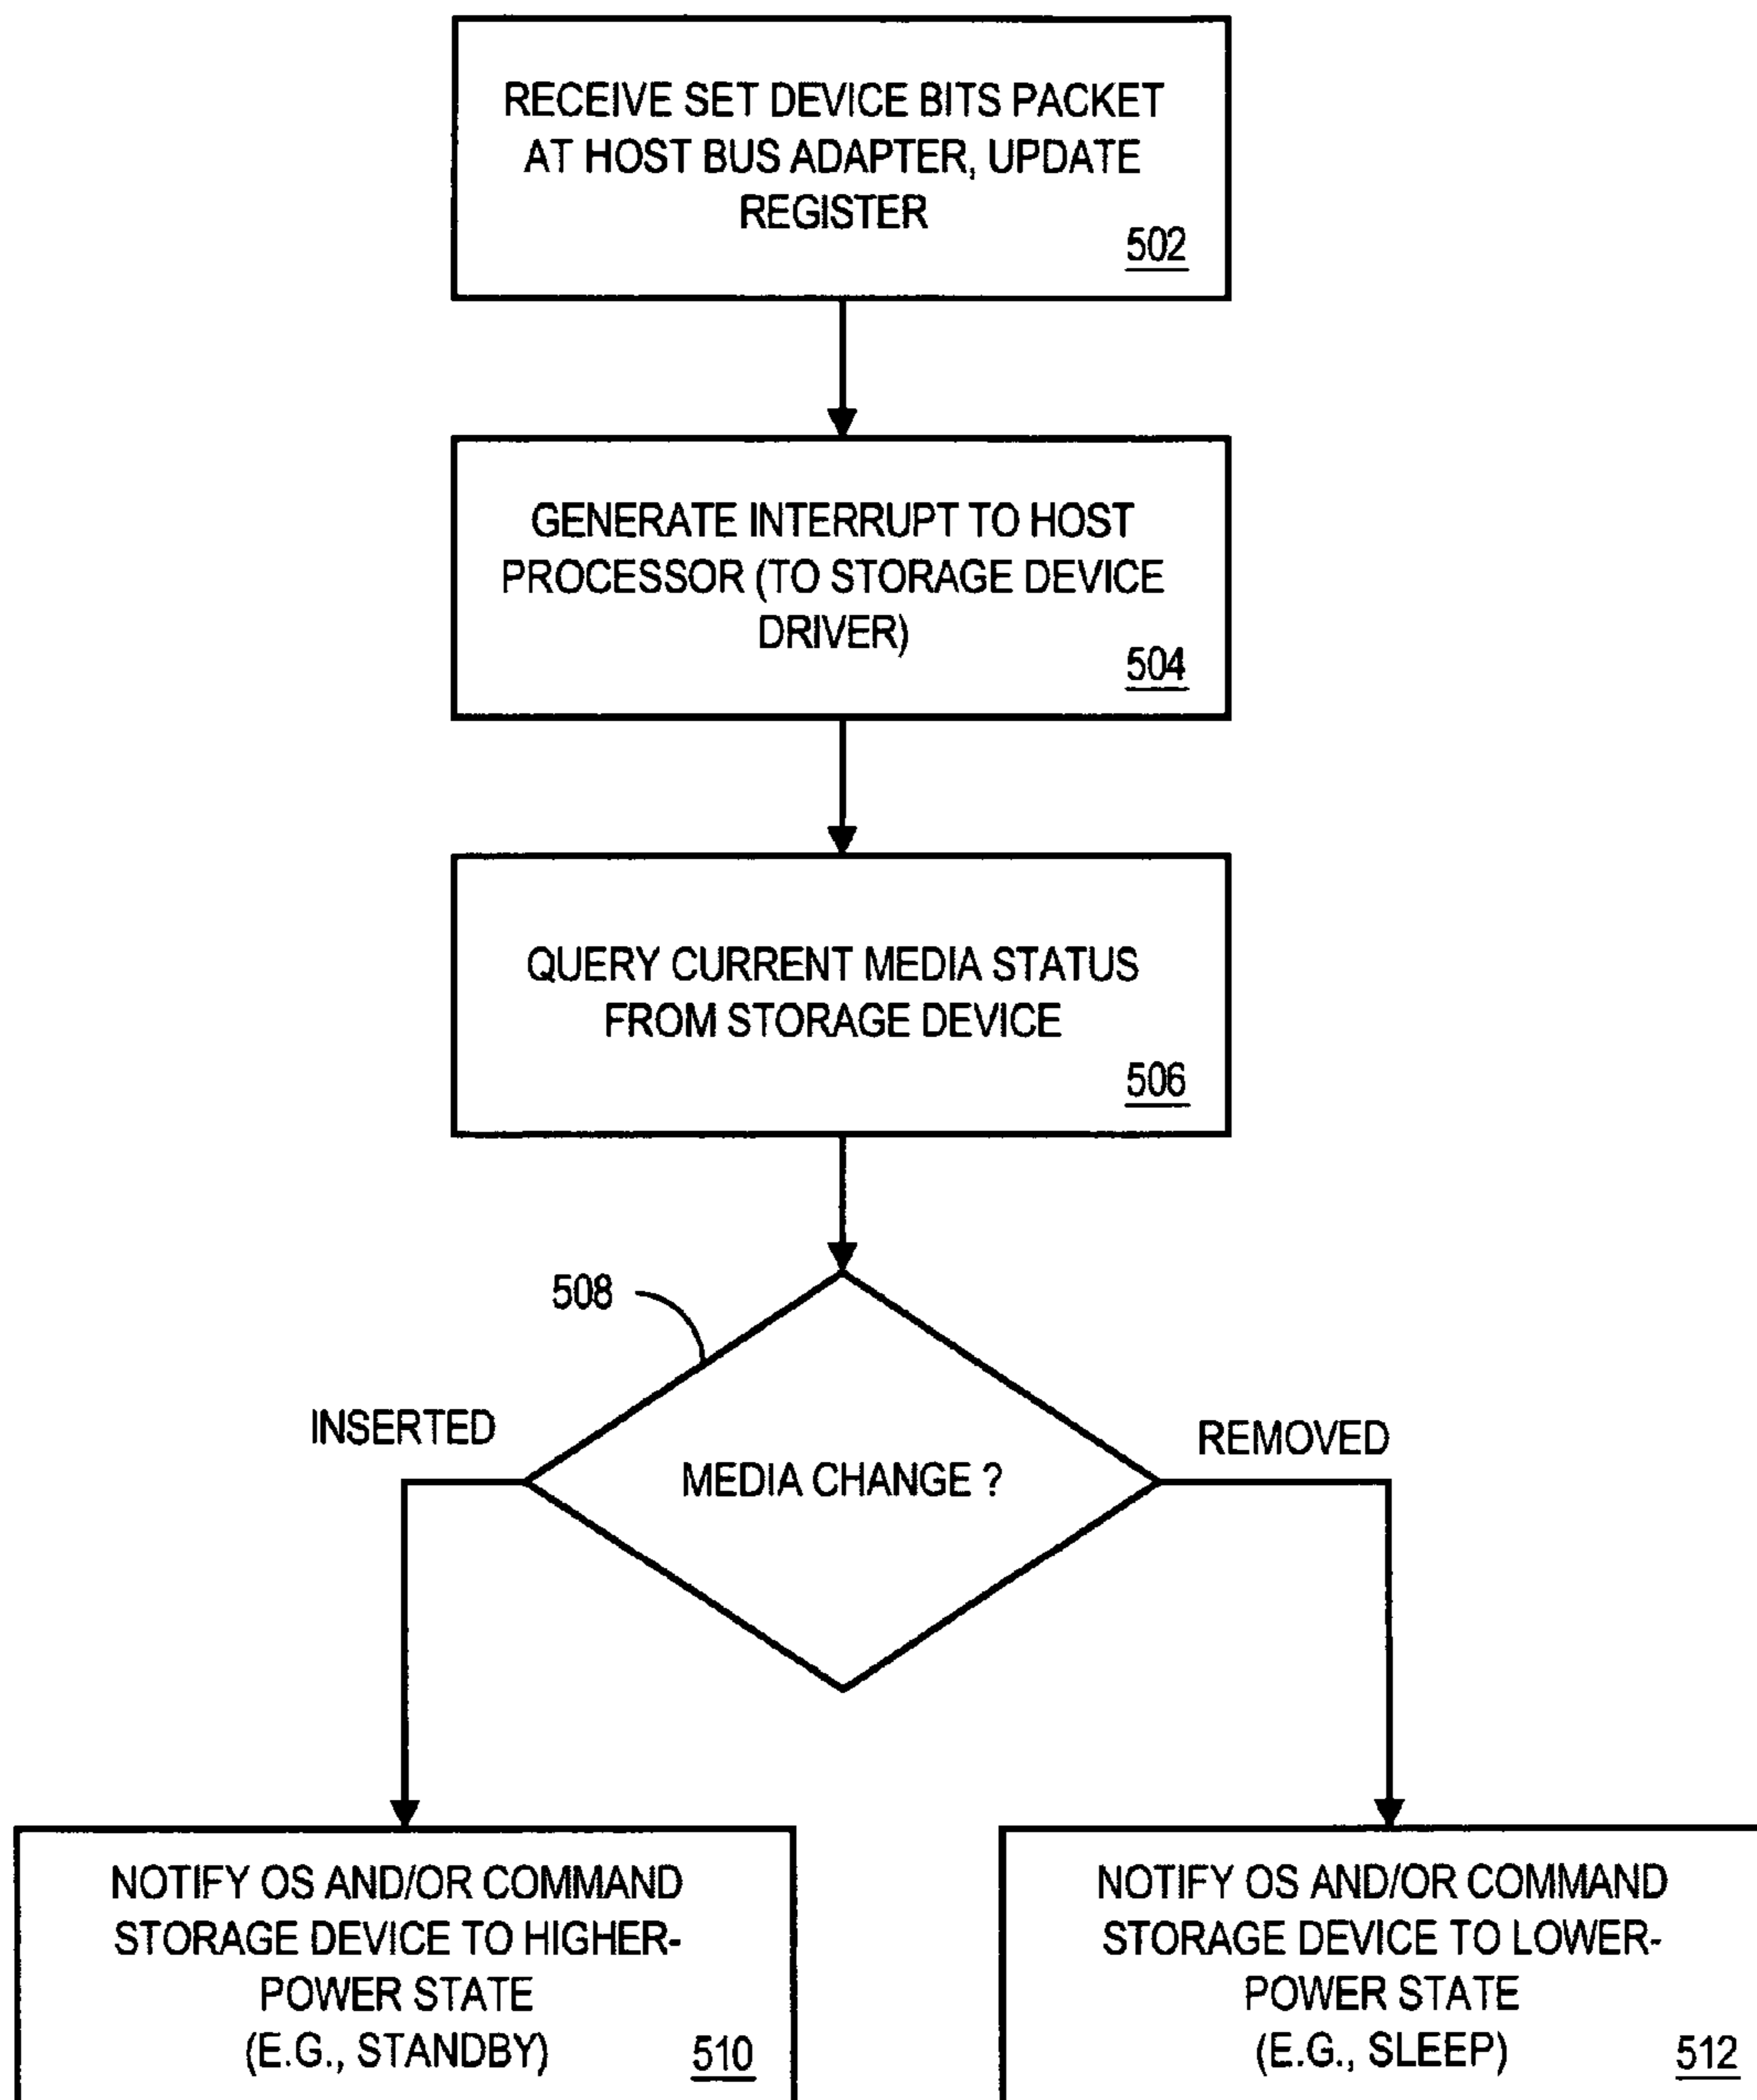 RECEIVE SET DEVICE BITS PACKET
AT HOST BUS ADAPTER, UPDATE
REGISTER
502
GENERATE INTERRUPT TO HOST
PROCESSOR (TO STORAGE DEVICE
DRIVER)
504
QUERY CURRENT MEDIA STATUS
FROM STORAGE DEVICE
506
508
INSERTED
MEDIA CHANGE ?
REMOVED
NOTIFY OS AND/OR COMMAND
STORAGE DEVICE TO HIGHER-
POWER STATE
(E.G., STANDBY)
510
NOTIFY OS AND/OR COMMAND
STORAGE DEVICE TO LOWER-
POWER STATE
(E.G., SLEEP)
512